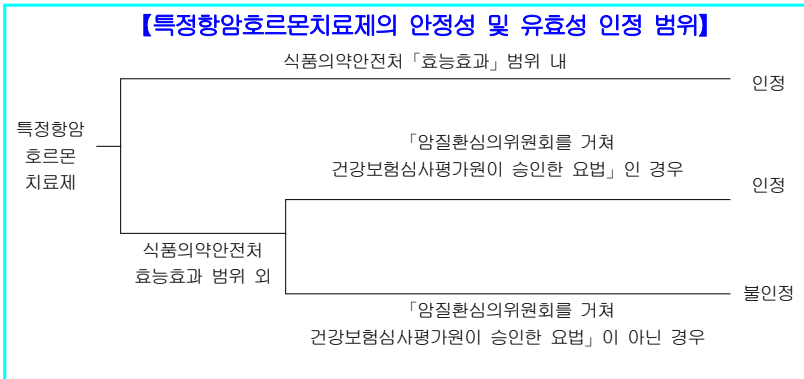 【특정항암호르몬치료제의 안정성 및 유효성 인정 범위】
식품의약안전처「효능효과」범위 내
인정
특정항암
호르몬
치료제
「암질환심의위원회를 거쳐
건강보험심사평가원이 승인한 요법」인 경우
인정
식품의약안전처
효능효과 범위 외
불인정
「암질환심의위원회를 거쳐
건강보험심사평가원이 승인한 요법」이 아닌 경우